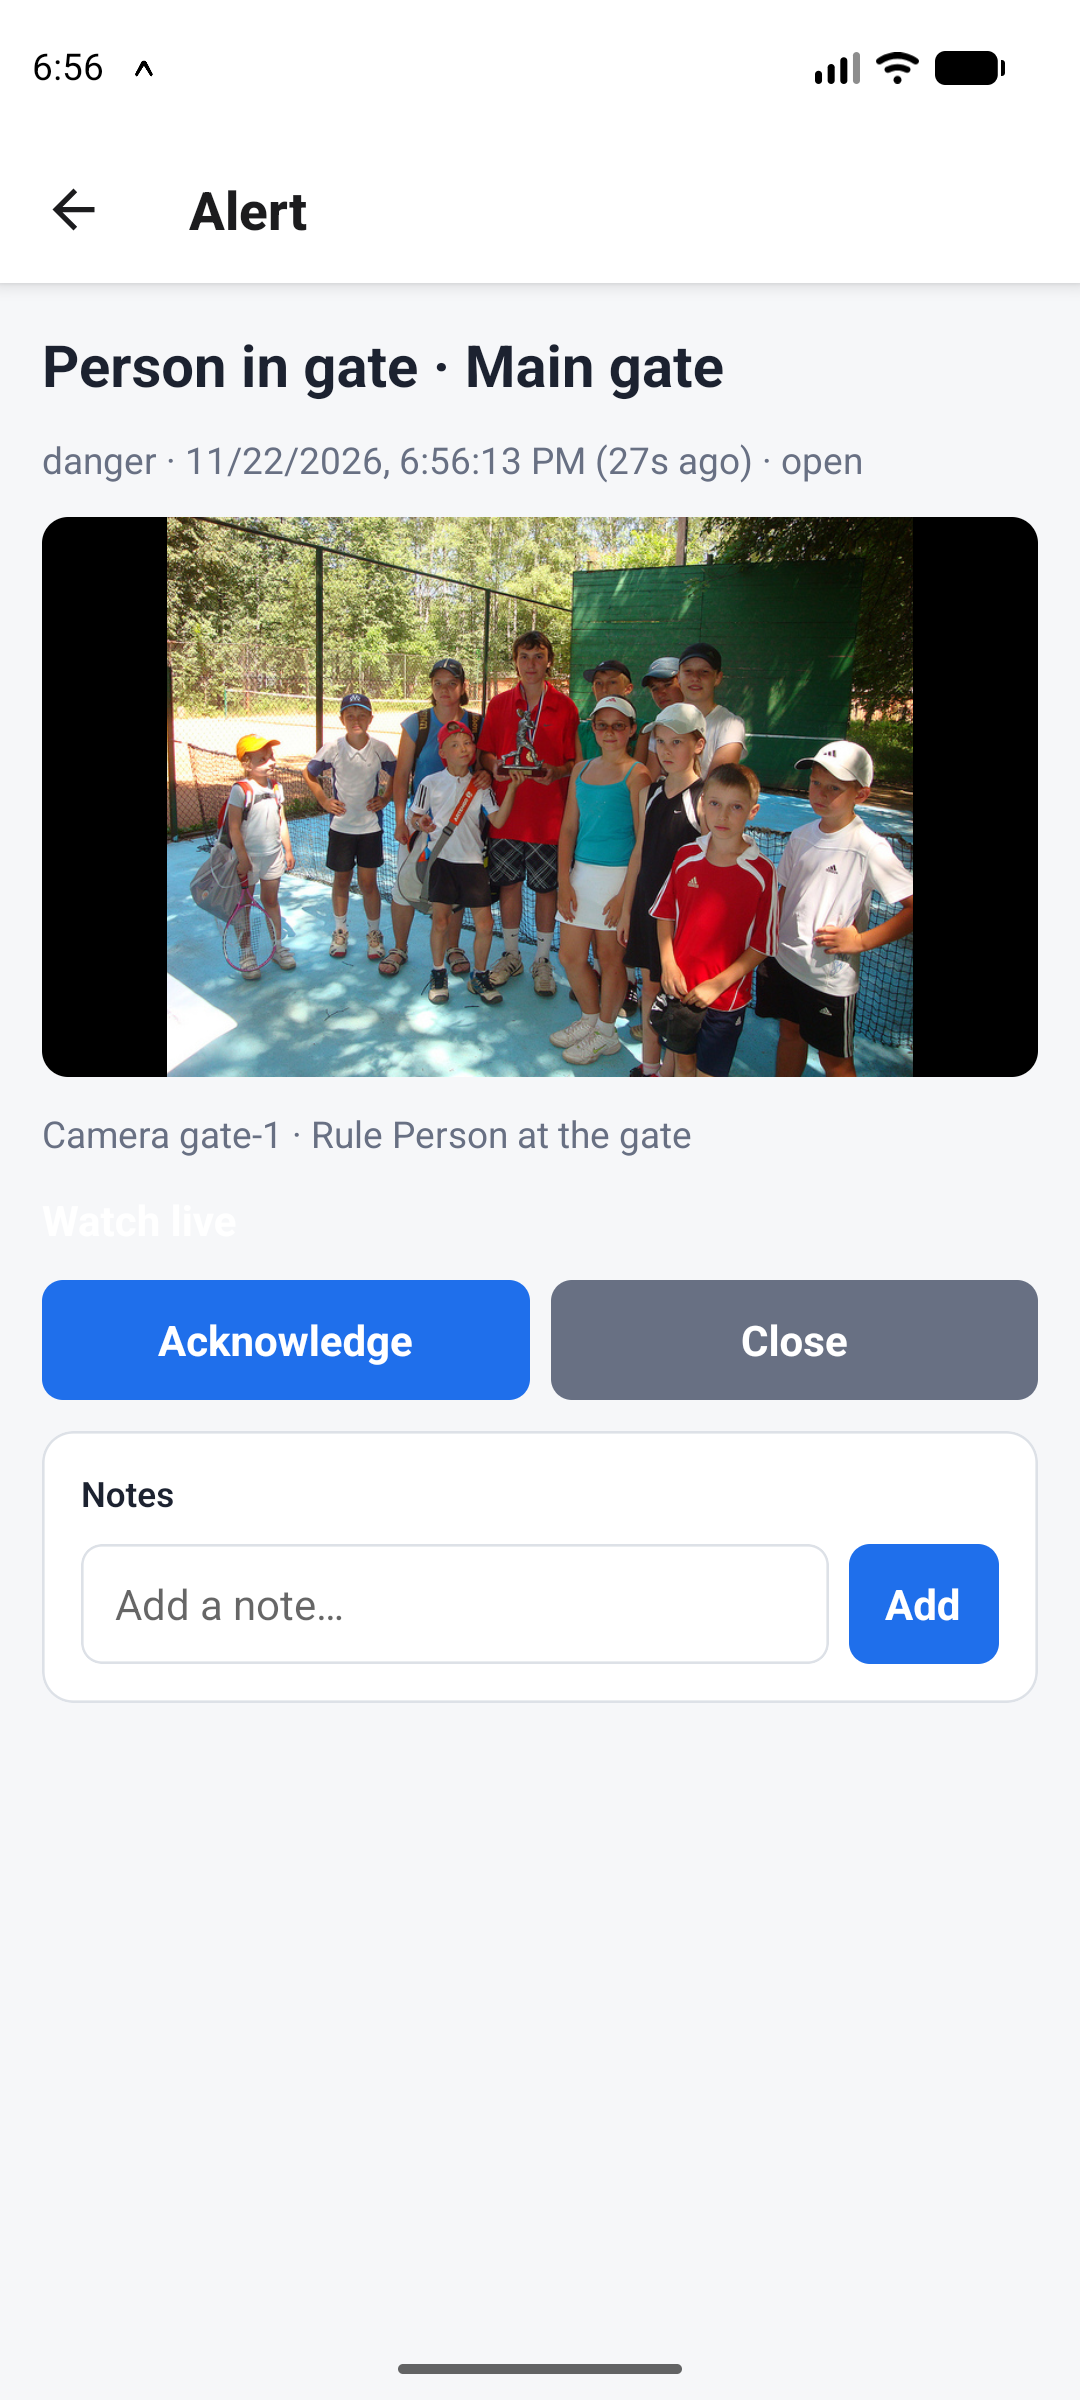 6:56
Alert
Person in gate · Main gate
danger · 11/22/2026, 6:56:13 PM (27s ago) · open
Camera gate-1 · Rule Person at the gate
Watch live
Acknowledge
Close
Notes
Add a note...
Add